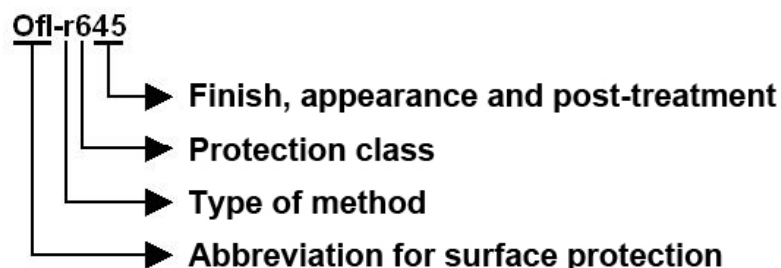 Ofl-r645
Finish, appearance and post-treatment
Protection class
Type of method
Abbreviation for surface protection